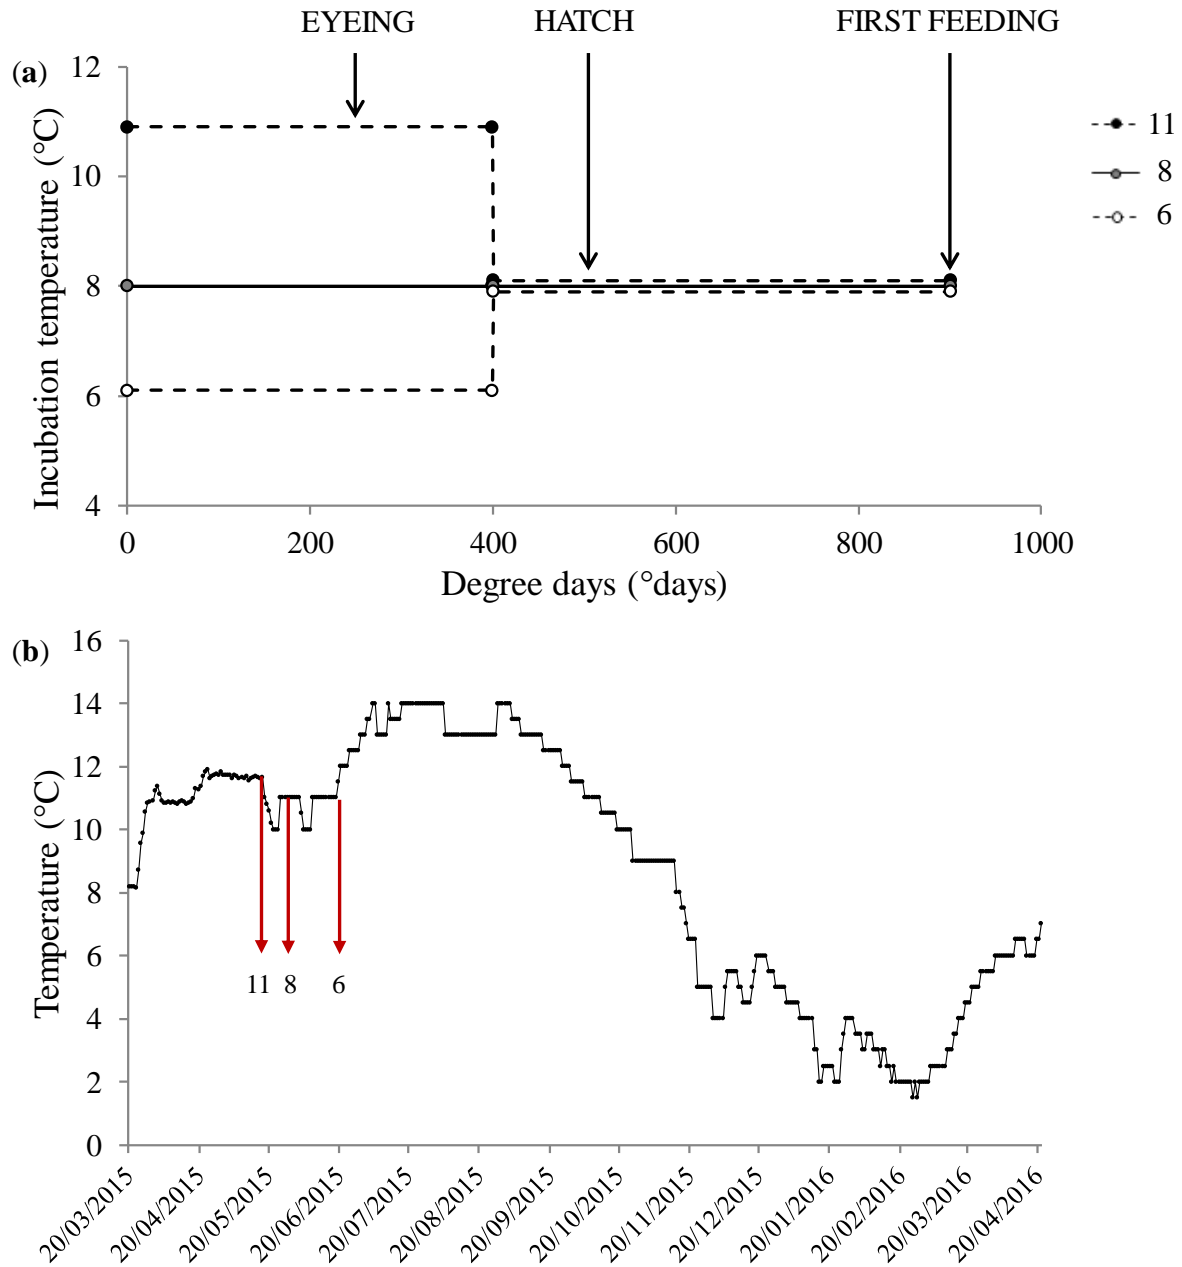 EYEING HATCH FIRST FEEDING
(a)
12
10
8
6
4
Incubation temperature (°C)
0 200 400 600 800 1000
Degree days (°days)
11
8
6
(b)
16
14
12
10
8
6
4
2
0
Temperature (°C)
11 8 6
20/03/2015 20/04/2015 20/05/2015 20/06/2015 20/07/2015 20/08/2015 20/09/2015 20/10/2015 20/11/2015 20/12/2015 20/01/2016 20/02/2016 20/03/2016 20/04/2016